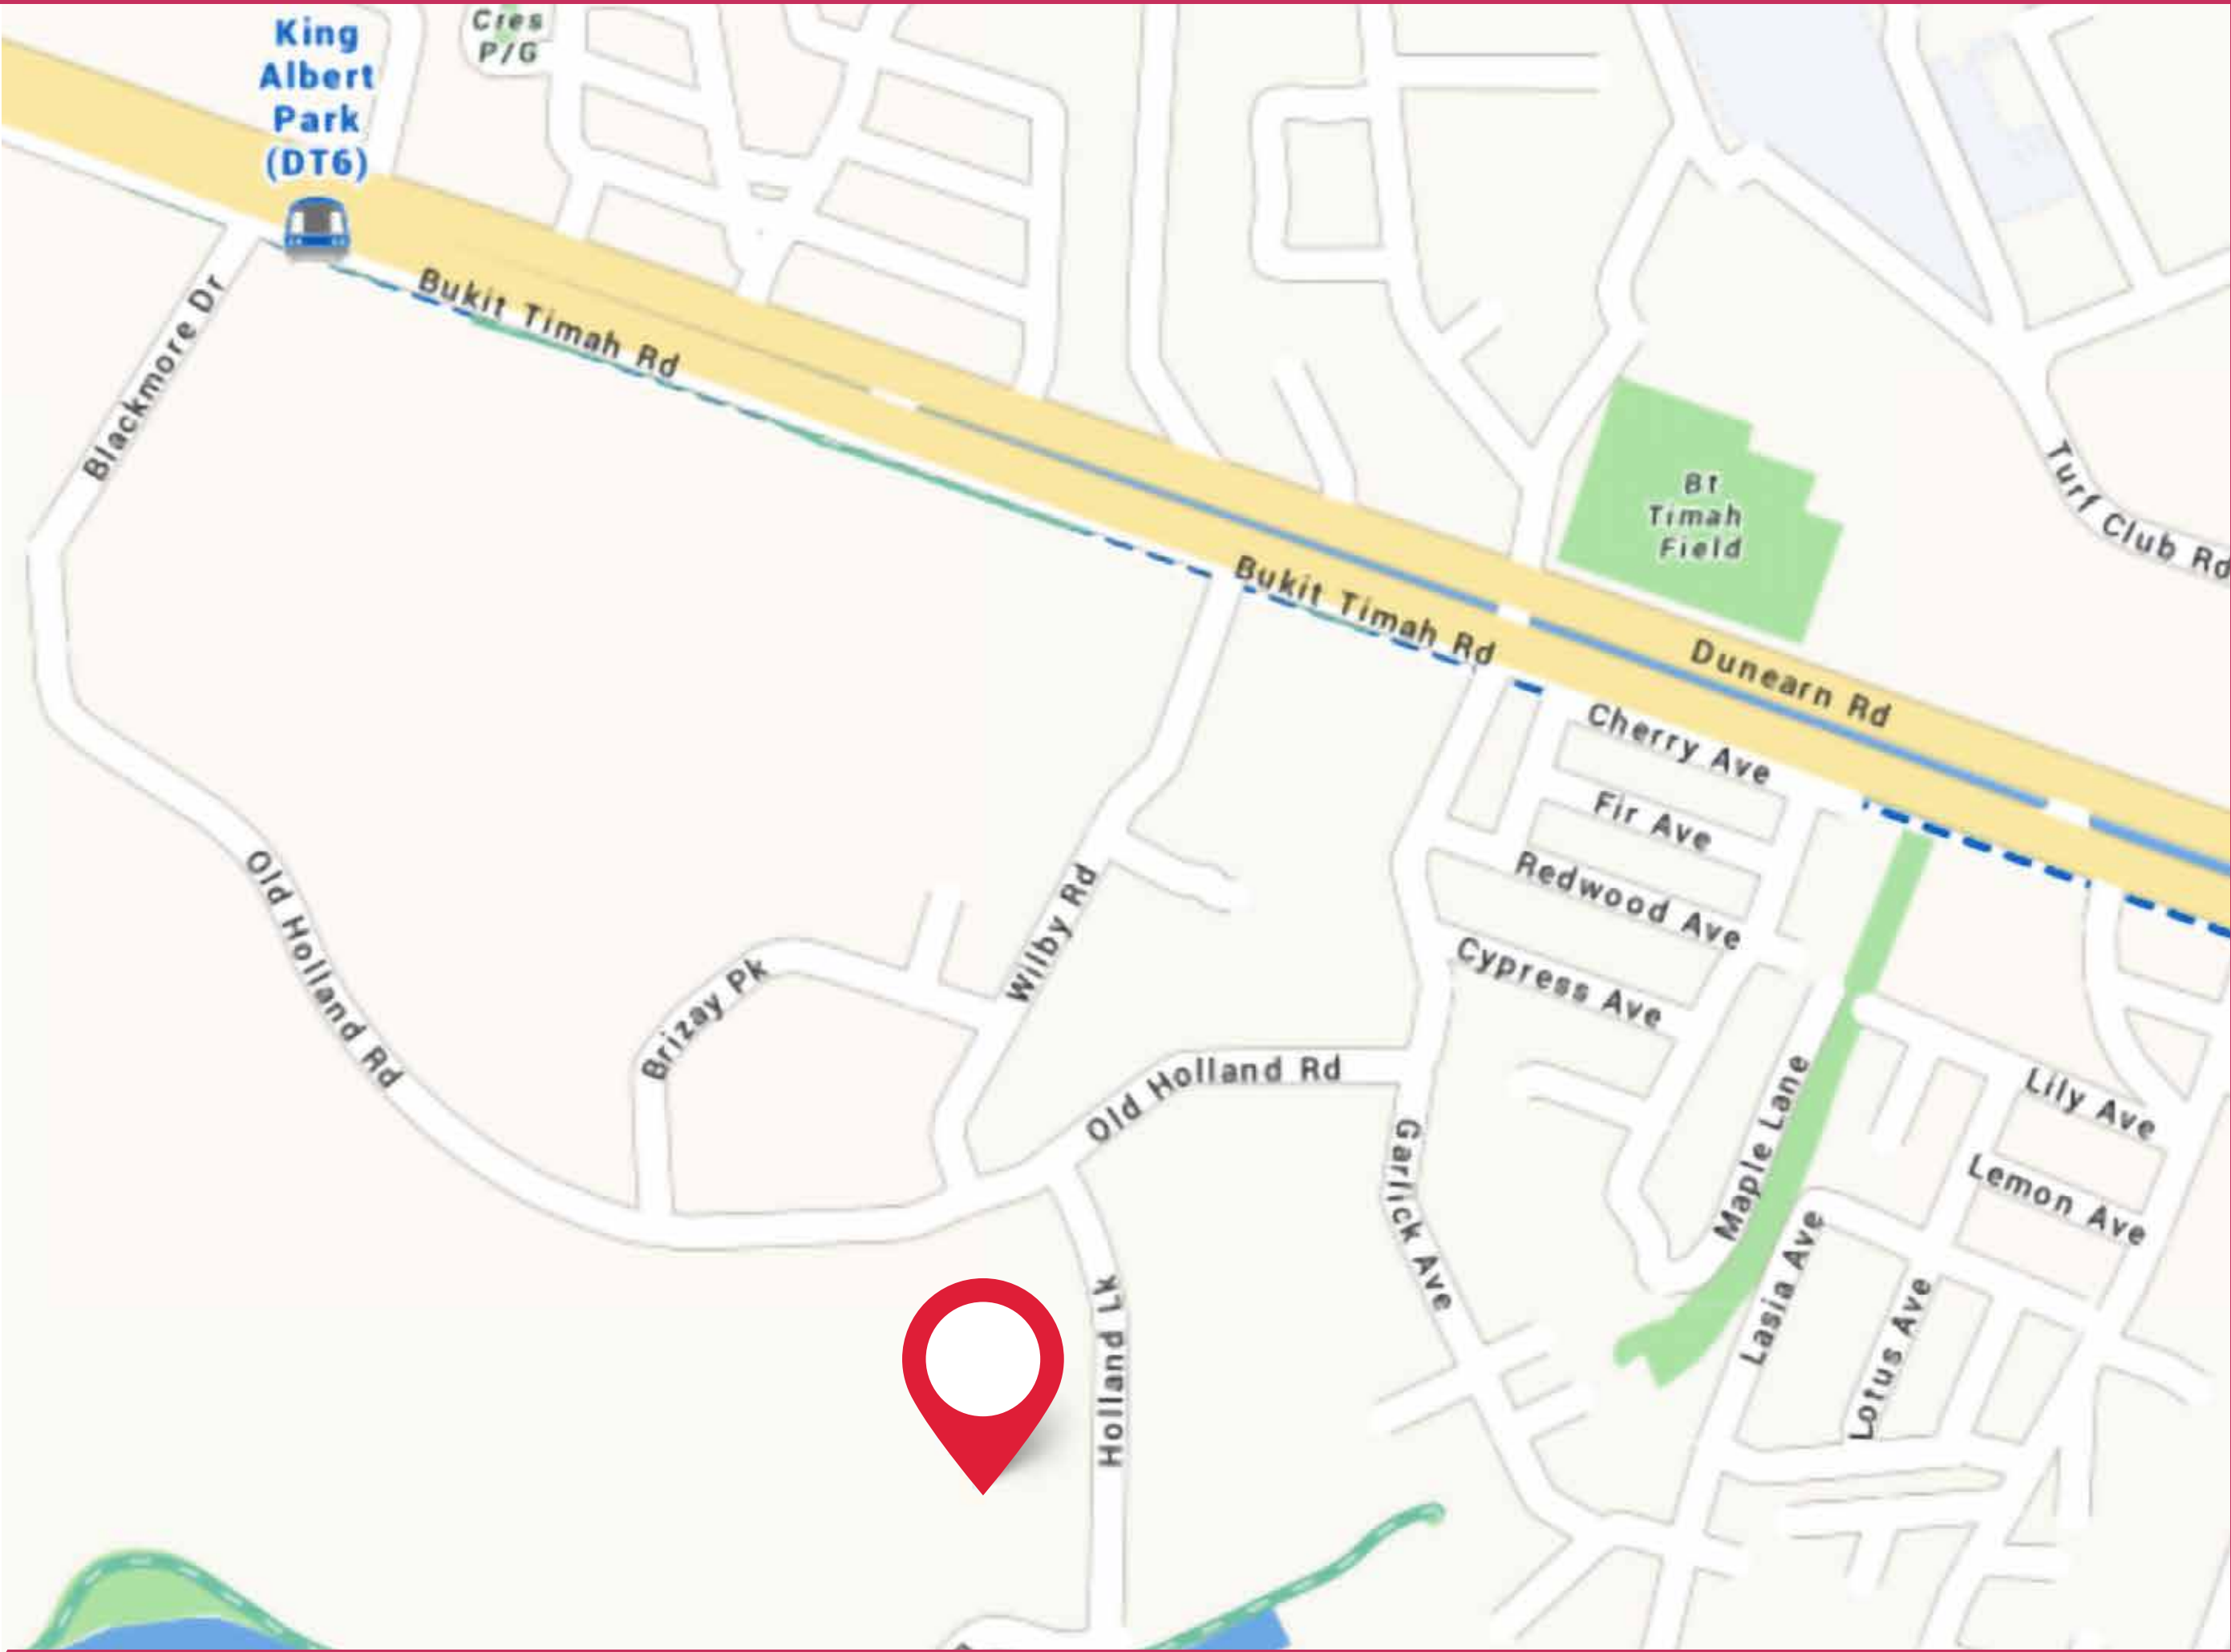 King
Albert
Park
(DT6)
Cres
P/G
Blackmore Dr
Bukit Timah Rd
Bt
Timah
Field
Turf Club Rd
Bukit Timah Rd
Dunearn Rd
Cherry Ave
Fir Ave
Redwood Ave
Cypress Ave
Old Holland Rd
Wilby Rd
Brizay Pk
Old Holland Rd
Garlick Ave
Maple Lane
Lily Ave
Lemon Ave
Lasia Ave
Lotus Ave
Holland Lk